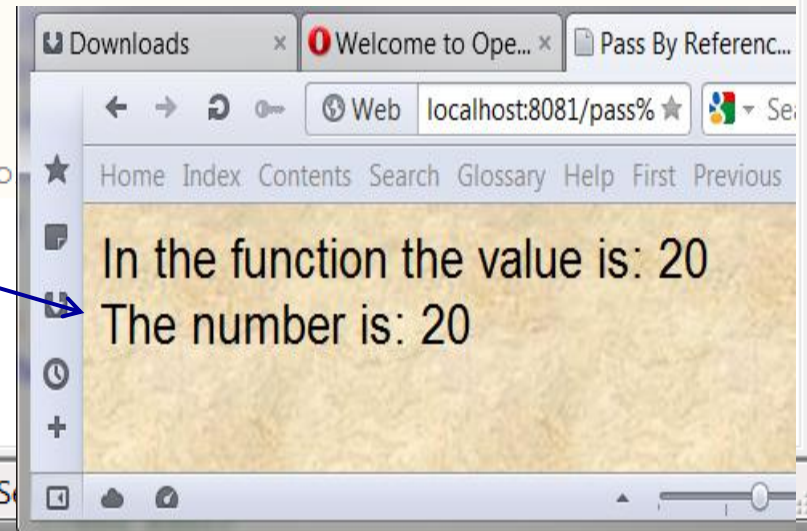 Downloads × Welcome to Ope... × Pass By Referenc...
Web localhost:8081/pass%
Home Index Contents Search Glossary Help First Previous
In the function the value is: 20
The number is: 20